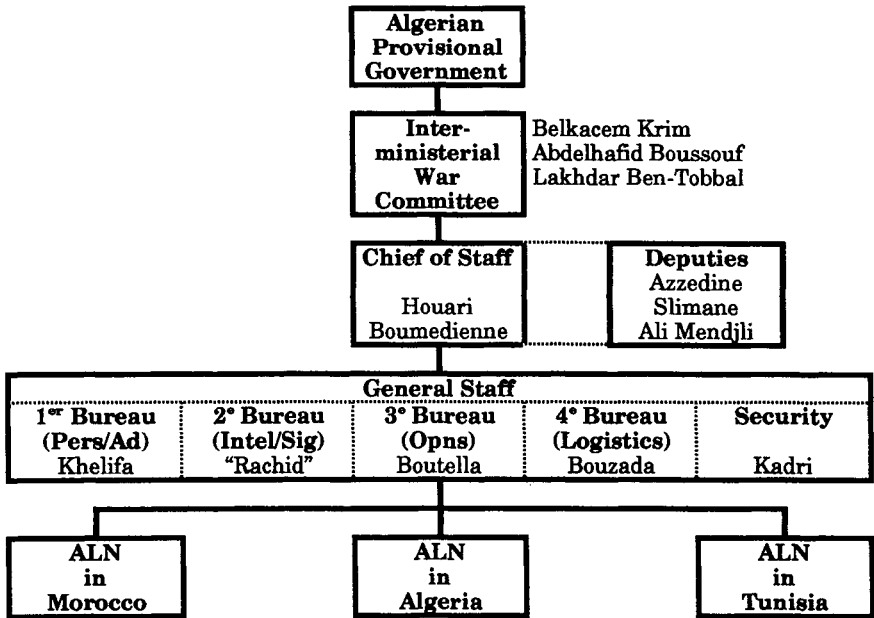 Algerian
Provisional
Government
Inter-
ministerial
War
Committee
Belkacem Krim
Abdelhafid Boussouf
Lakhdar Ben-Tobbal
Chief of Staff
Houari
Boumedienne
Deputies
Azzedine
Slimane
Ali Mendjli
General Staff
1er Bureau
(Pers/Ad)
Khelifa
2e Bureau
(Intel/Sig)
“Rachid”
3e Bureau
(Opns)
Boutella
4e Bureau
(Logistics)
Bouzada
Security
Kadri
ALN
in
Morocco
ALN
in
Algeria
ALN
in
Tunisia